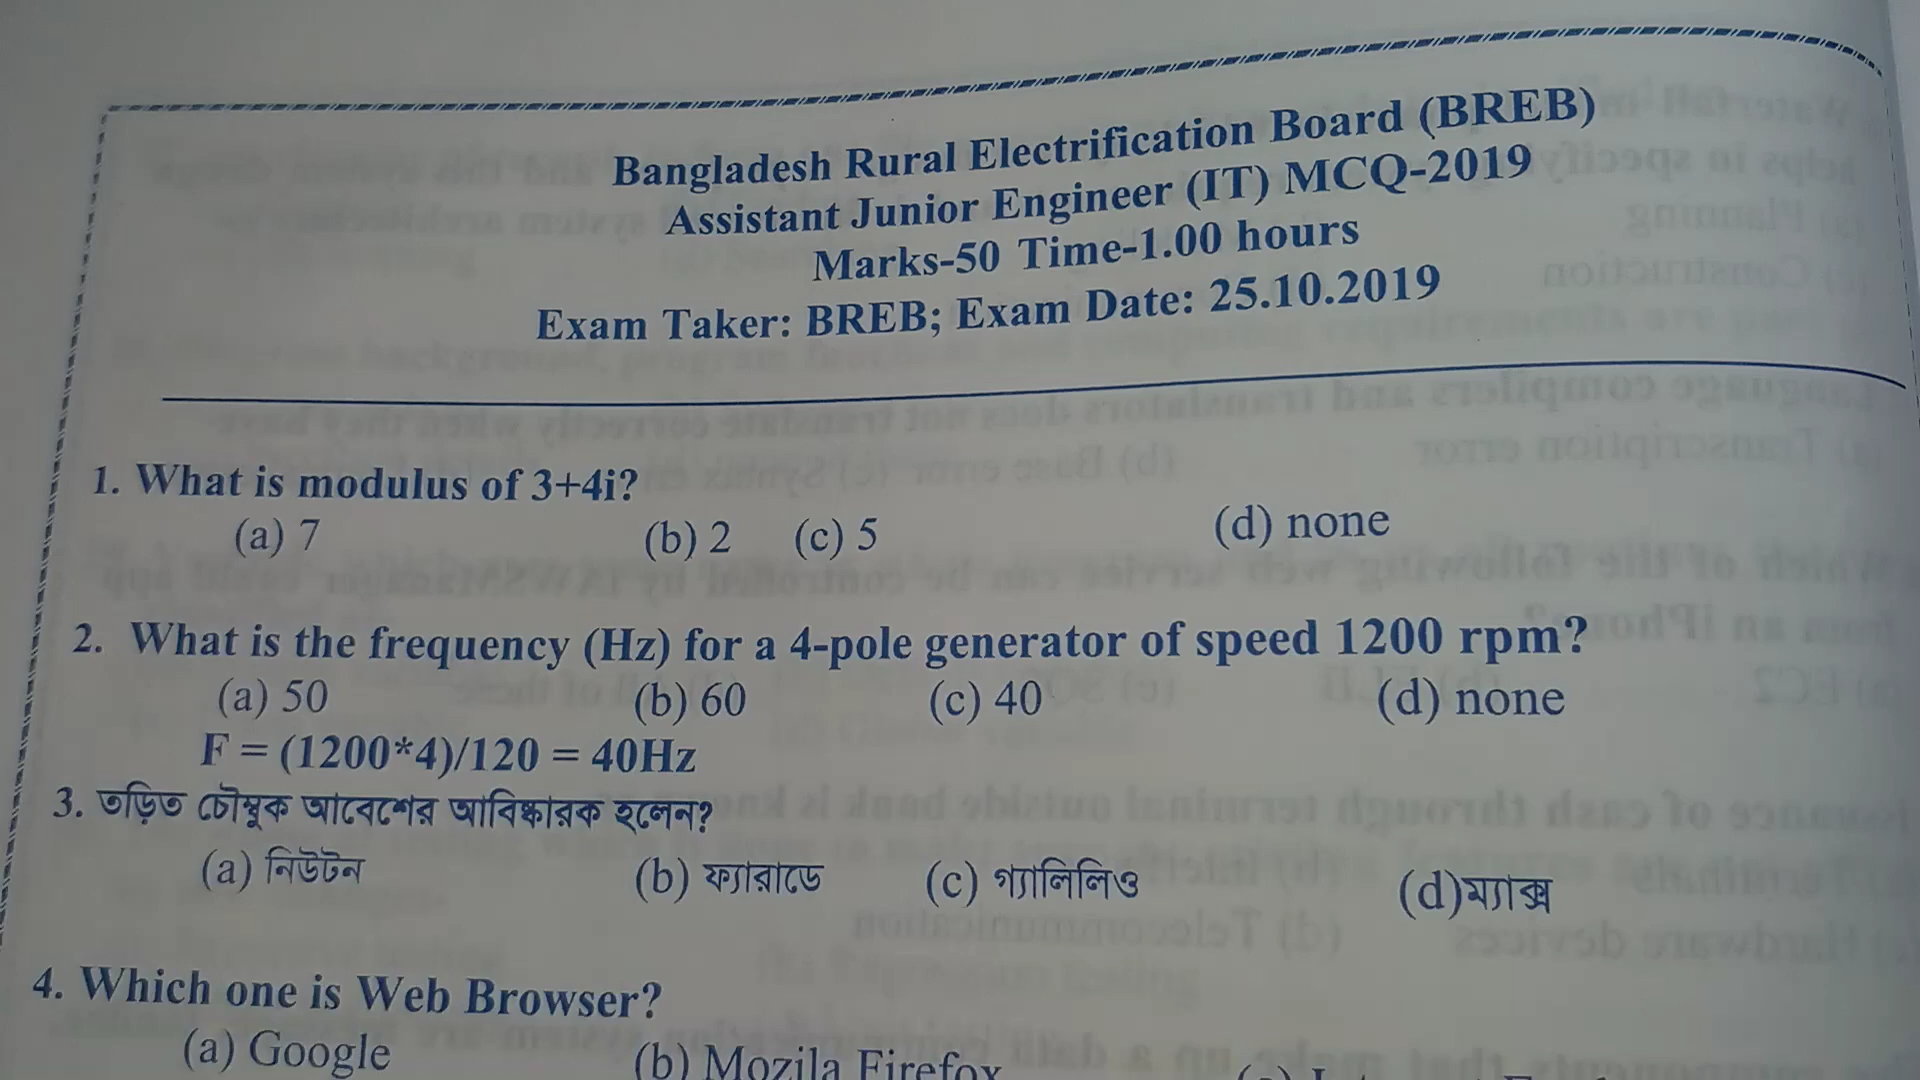 Bangladesh Rural Electrification Board (BREB)
Assistant Junior Engineer (IT) MCQ-2019
Marks-50 Time-1.00 hours
Exam Taker: BREB; Exam Date: 25.10.2019
1. What is modulus of 3+4i?
(a) 7 (b) 2 (c) 5 (d) none
2. What is the frequency (Hz) for a 4-pole generator of speed 1200 rpm?
(a) 50 (b) 60 (c) 40 (d) none
F = (1200*4)/120 = 40Hz
3. তড়িত চৌম্বুক আবেশের আবিষ্কারক হলেন?
(a) নিউটন (b) ফ্যারাডে (c) গ্যালিলিও (d)ম্যাক্স
4. Which one is Web Browser?
(a) Google (b) Mozila Firefox